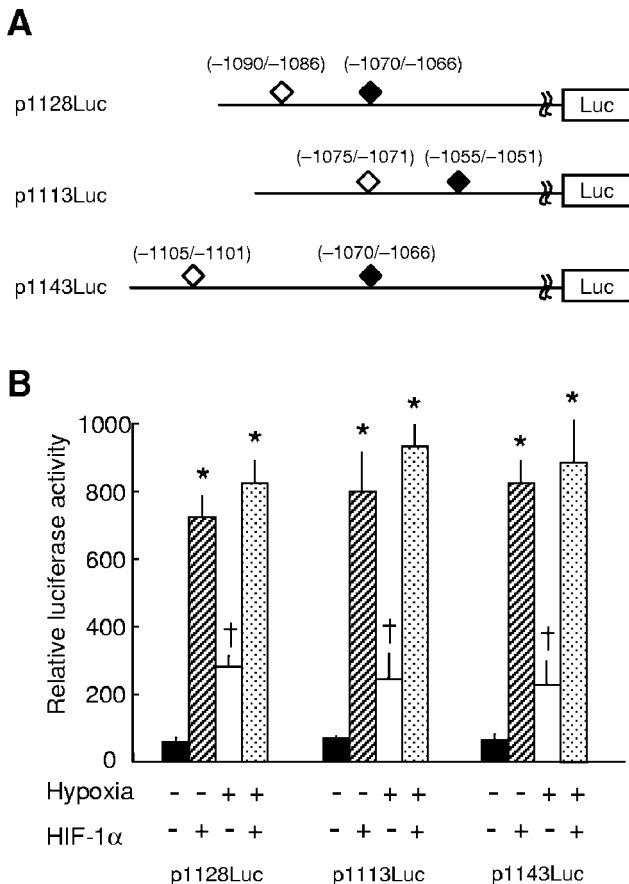 A
(−1090/−1086) (−1070/−1066)
p1128Luc Luc
(−1075/−1071) (−1055/−1051)
p1113Luc Luc
(−1105/−1101) (−1070/−1066)
p1143Luc Luc
B
Relative luciferase activity
1000
800
600
400
200
0
* † * * † * * † *
Hypoxia - - + + - - + + - - + +
HIF-1α - + - + - + - + - + - +
p1128Luc p1113Luc p1143Luc